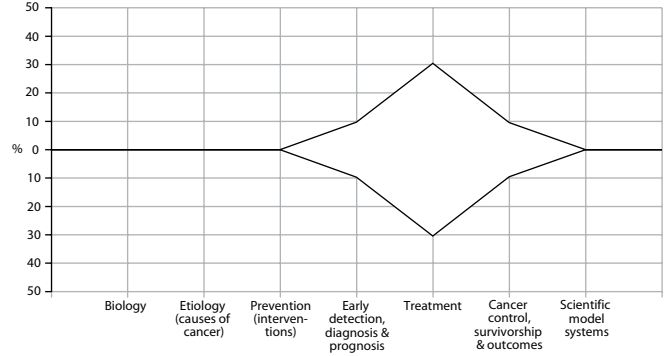 50
40
30
20
10
% 0
10
20
30
40
50
Biology
Etiology
(causes of
cancer)
Prevention
(interven-
tions)
Early
detection,
diagnosis &
prognosis
Treatment
Cancer
control,
survivorship
& outcomes
Scientific
model
systems